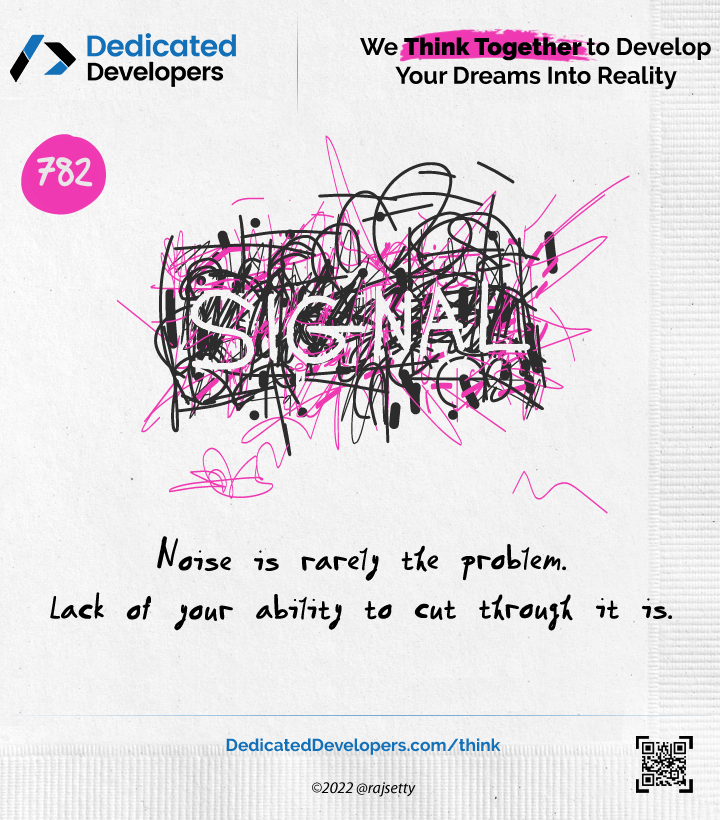 Dedicated
Developers
We Think Together to Develop
Your Dreams Into Reality
782
SIGNAL
Noise is rarely the problem.
Lack of your ability to cut through it is.
DedicatedDevelopers.com/think
©2022 @rajsetty